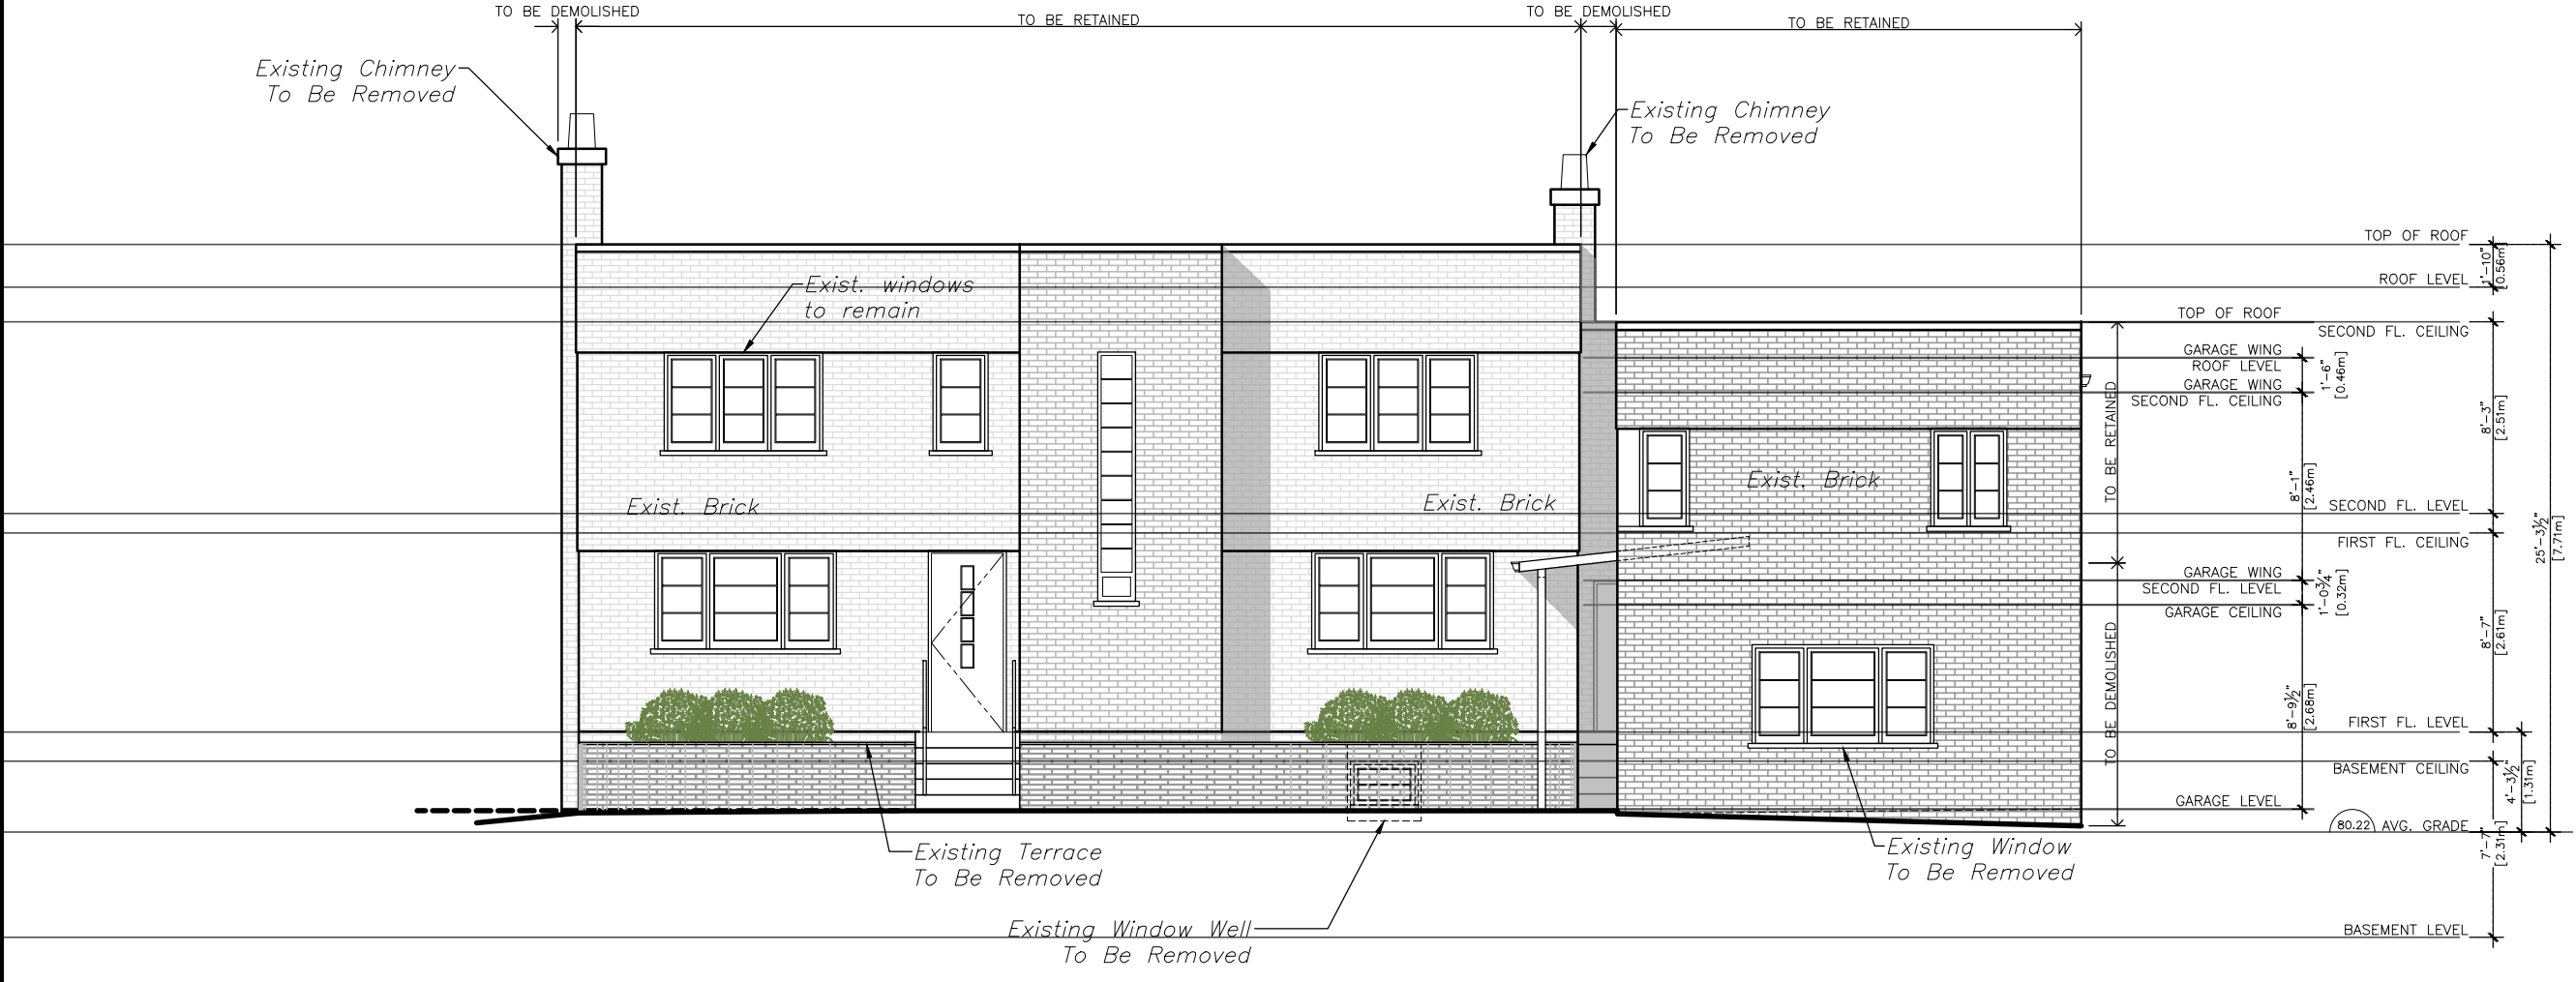 TO BE DEMOLISHED
TO BE RETAINED
TO BE DEMOLISHED
TO BE RETAINED
Existing Chimney
To Be Removed
Existing Chimney
To Be Removed
Exist. windows
to remain
Exist. Brick
Exist. Brick
Exist. Brick
TO BE RETAINED
TO BE DEMOLISHED
Existing Terrace
To Be Removed
Existing Window Well
To Be Removed
Existing Window
To Be Removed
TOP OF ROOF
ROOF LEVEL
TOP OF ROOF
SECOND FL. CEILING
GARAGE WING
ROOF LEVEL
GARAGE WING
SECOND FL. CEILING
SECOND FL. LEVEL
FIRST FL. CEILING
GARAGE WING
SECOND FL. LEVEL
GARAGE CEILING
FIRST FL. LEVEL
BASEMENT CEILING
GARAGE LEVEL
80.22 AVG. GRADE
BASEMENT LEVEL
1'-6"
[0.46m]
8'-1"
[2.46m]
1'-0¾"
[0.32m]
8'-9½"
[2.68m]
1'-10"
[0.56m]
8'-3"
[2.51m]
8'-7"
[2.61m]
7'-7"
[2.31m]
4'-3½"
[1.31m]
25'-3½"
[7.71m]